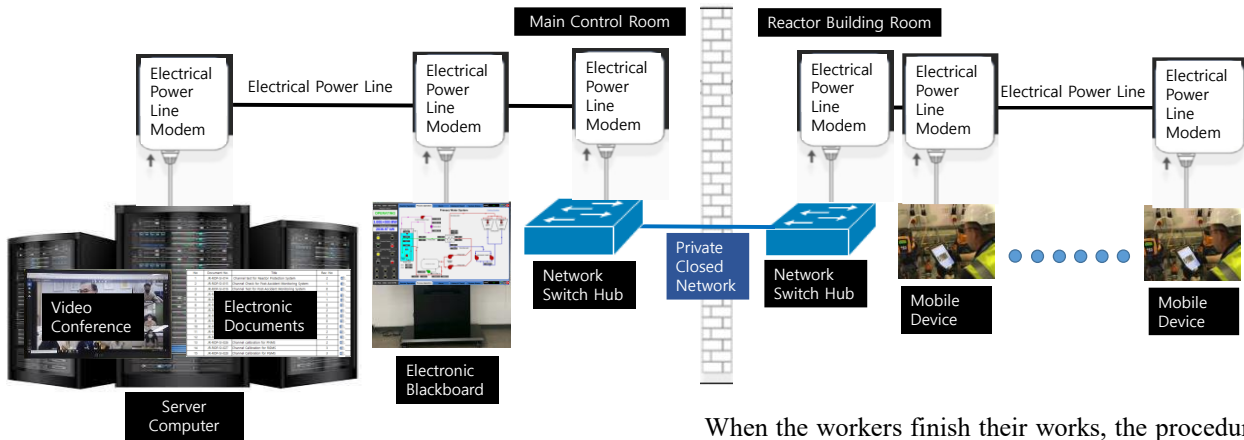 Main Control Room
Reactor Building Room
Electrical
Power
Line
Modem
Electrical Power Line
Electrical
Power
Line
Modem
Electrical
Power
Line
Modem
Electrical
Power
Line
Modem
Electrical
Power
Line
Modem
Electrical Power Line
Electrical
Power
Line
Modem
Video
Conference
Electronic
Documents
Server
Computer
Electronic
Blackboard
Network
Switch Hub
Private
Closed
Network
Network
Switch Hub
Mobile
Device
Mobile
Device
When the workers finish their works, the procedur